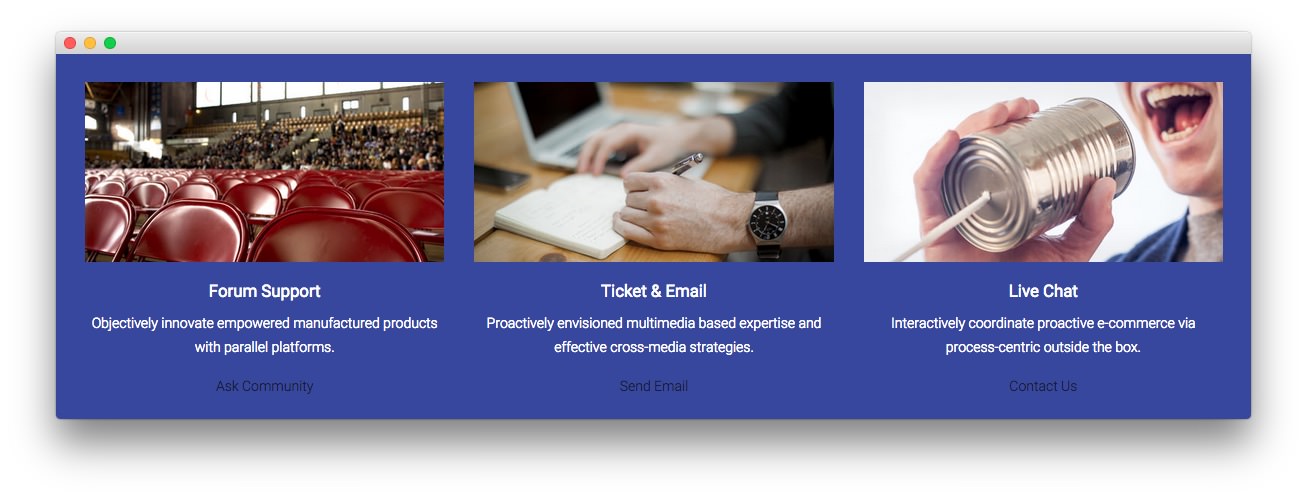 Forum Support
Objectively innovate empowered manufactured products
with parallel platforms.
Ask Community
Ticket & Email
Proactively envisioned multimedia based expertise and
effective cross-media strategies.
Send Email
Live Chat
Interactively coordinate proactive e-commerce via
process-centric outside the box.
Contact Us